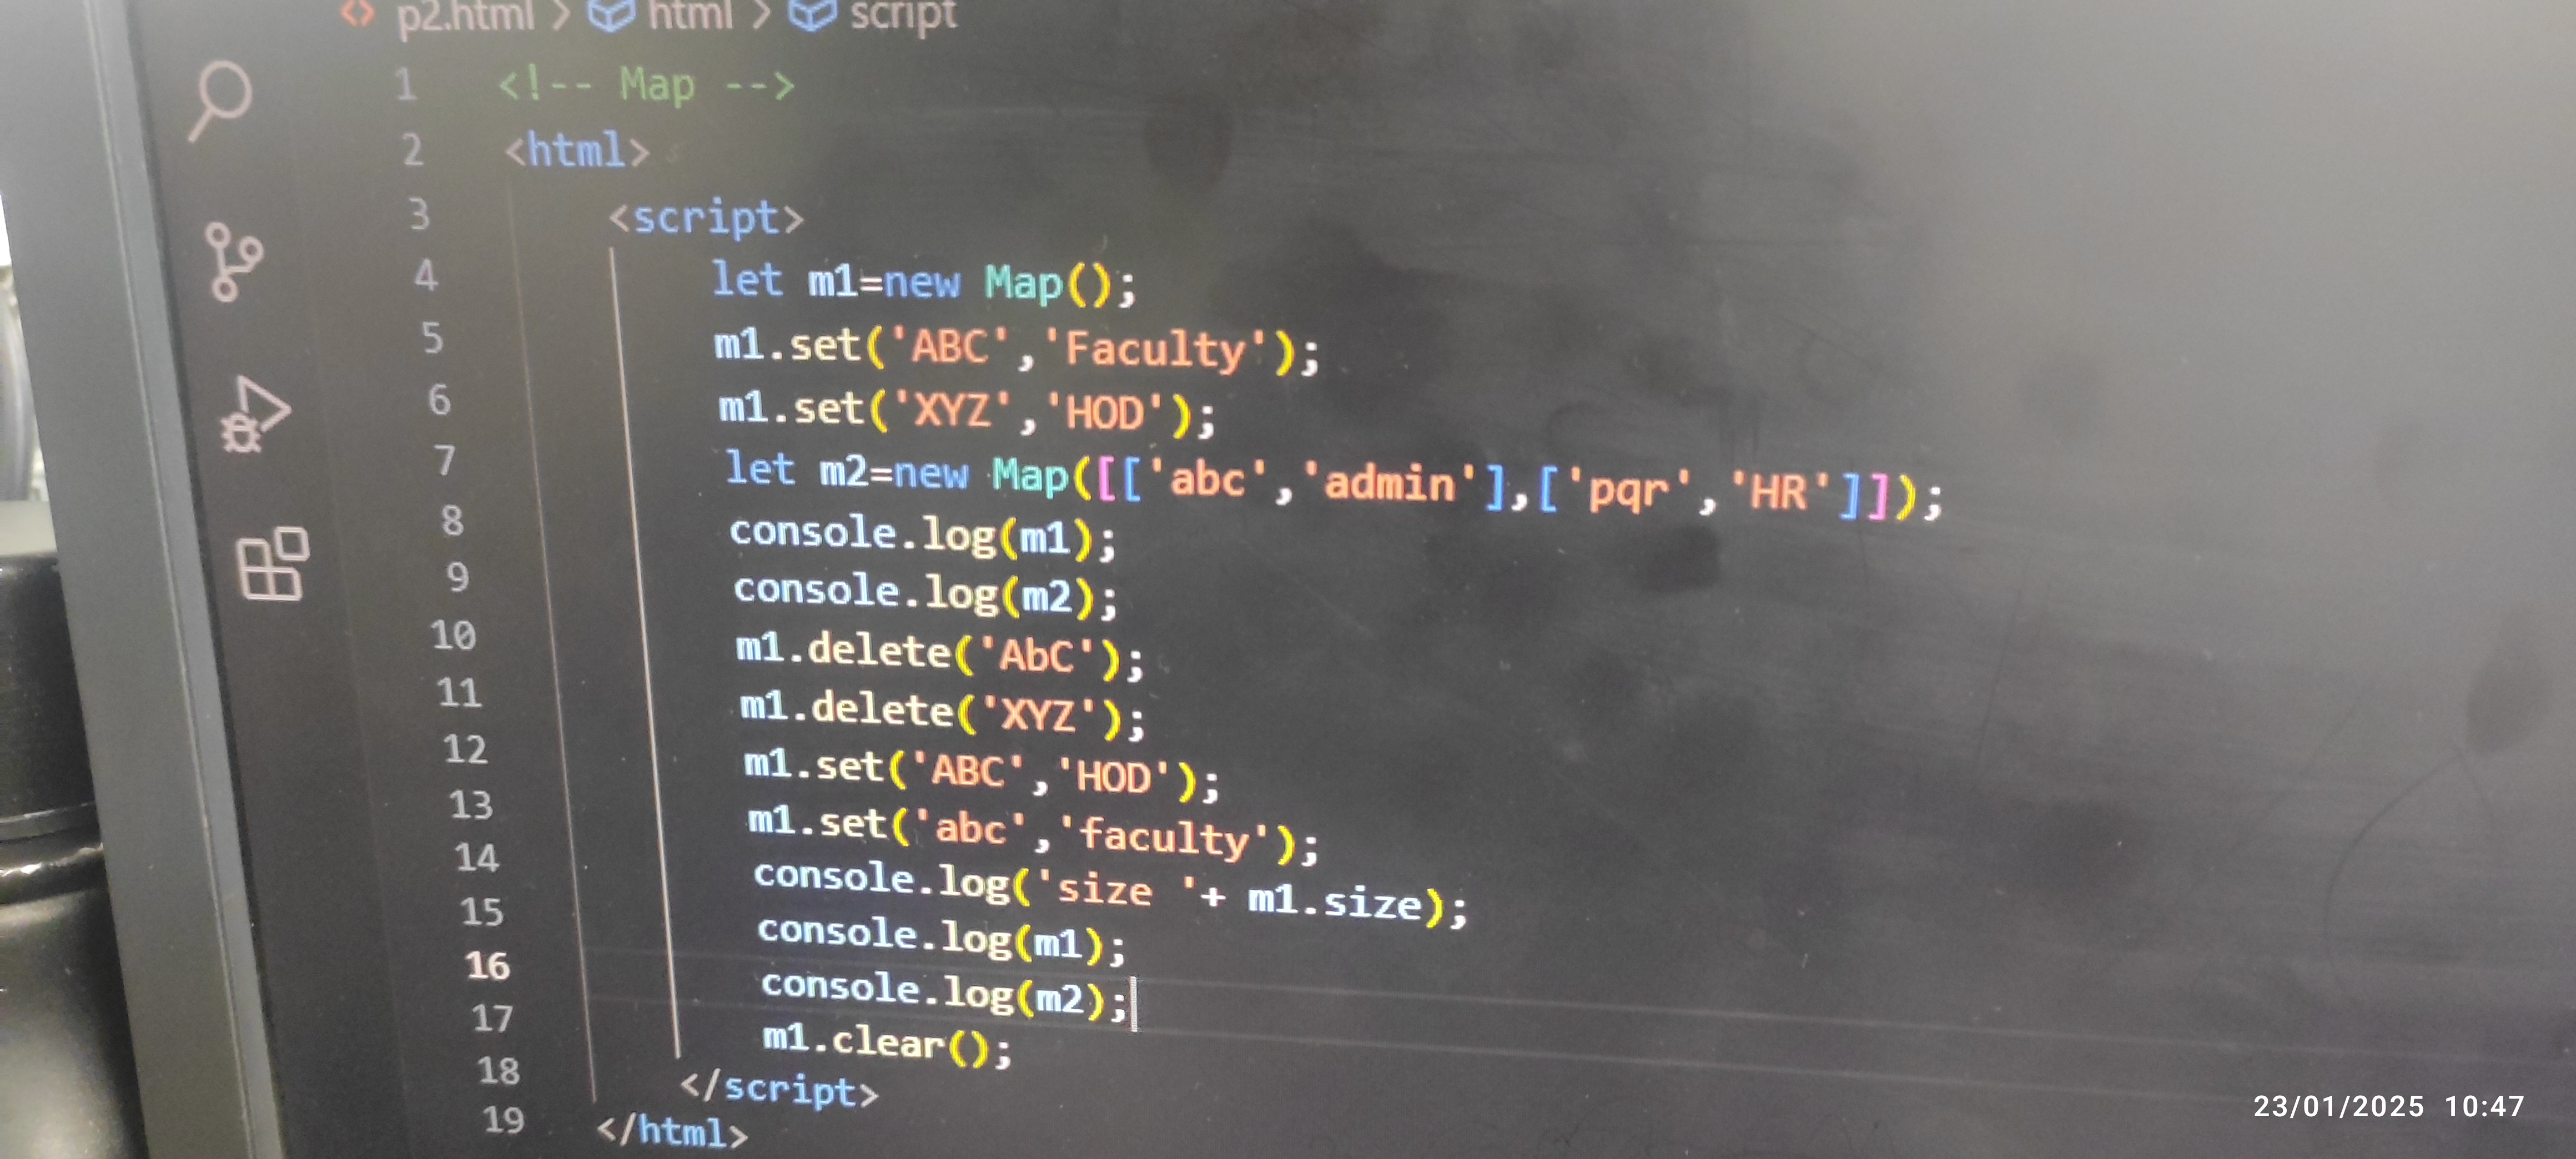 p2.html > html > script
1 <!-- Map -->
2 <html>
3 <script>
4 let m1=new Map();
5 m1.set('ABC','Faculty');
6 m1.set('XYZ','HOD');
7 let m2=new Map([['abc','admin'],['pqr','HR']]);
8 console.log(m1);
9 console.log(m2);
10 m1.delete('AbC');
11 m1.delete('XYZ');
12 m1.set('ABC','HOD');
13 m1.set('abc','faculty');
14 console.log('size '+ m1.size);
15 console.log(m1);
16 console.log(m2);
17 m1.clear();
18 </script>
19 </html>
23/01/2025 10:47